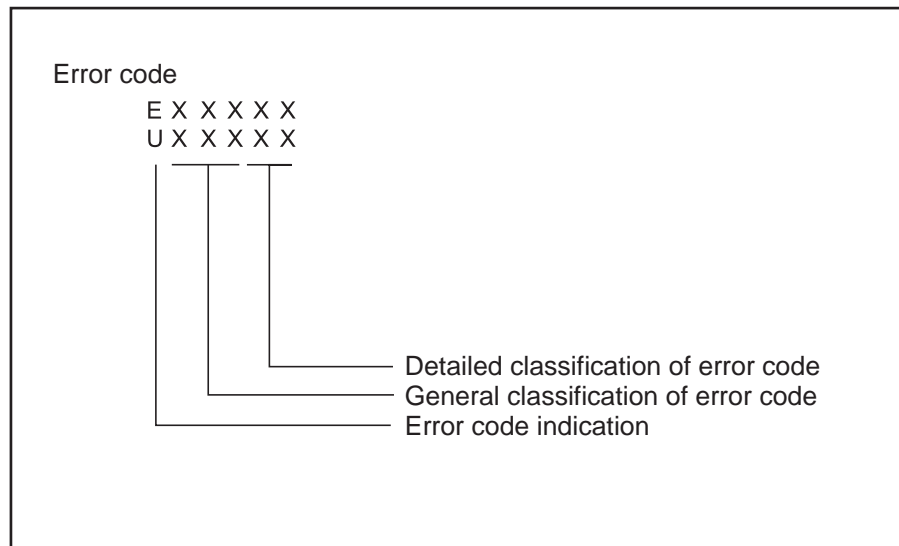 Error code
E X X X X X
U X X X X X
Detailed classification of error code
General classification of error code
Error code indication